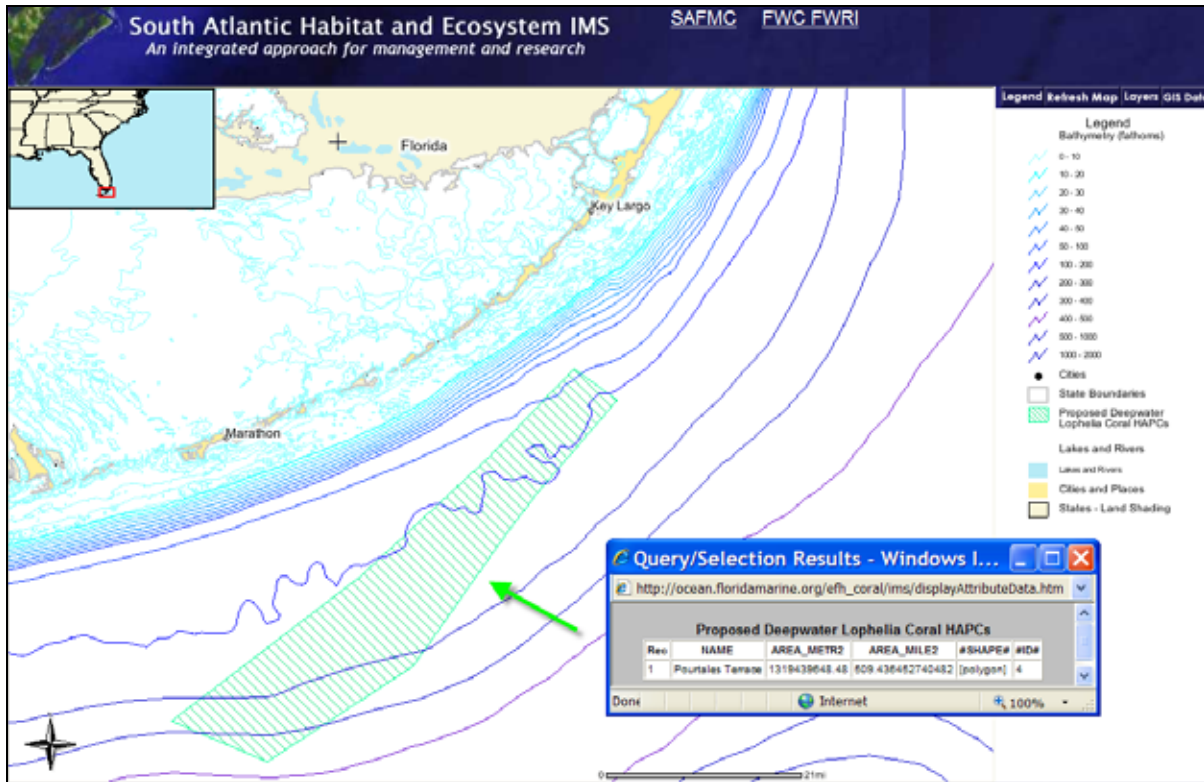 South Atlantic Habitat and Ecosystem IMS
SAFMC FWC FWRI
An integrated approach for management and research
Legend Refresh Map Layers GIS Data
Legend
Bathymetry (fathoms)
0 - 10
10 - 20
20 - 30
30 - 40
40 - 50
50 - 100
100 - 200
200 - 300
300 - 400
400 - 500
500 - 1000
1000 - 2000
Cities
State Boundaries
Proposed Deepwater
Lophelia Coral HAPCs
Lakes and Rivers
Lakes and Rivers
Cities and Places
States - Land Shading
Florida
Key Largo
Marathon
Query/Selection Results - Windows I...
http://ocean.floridamarine.org/efh_coral/ims/displayAttributeData.htm
Proposed Deepwater Lophelia Coral HAPCs
Rec NAME AREA_METR2 AREA_MILE2 #SHAPE# #ID#
1 Pourtales Terrace 1319439648.48 509.436462740482 [polygon] 4
Done Internet 100%
0 21mi